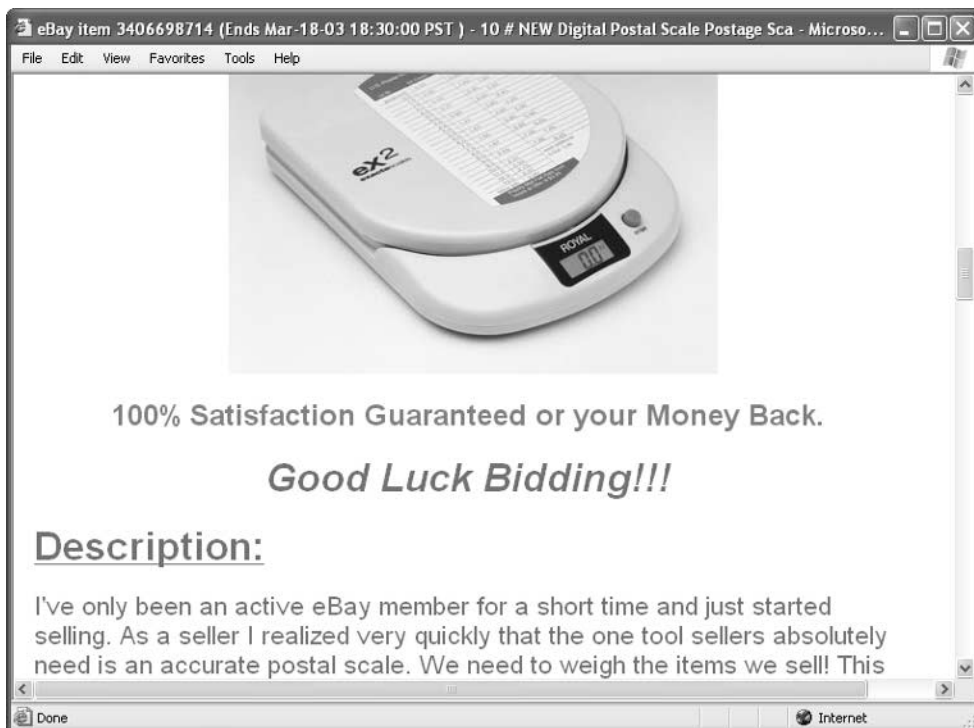 eBay item 3406698714 (Ends Mar-18-03 18:30:00 PST ) - 10 # NEW Digital Postal Scale Postage Sca - Microso...
File Edit View Favorites Tools Help
eX2
ROYAL
0.0
100% Satisfaction Guaranteed or your Money Back.
Good Luck Bidding!!!
Description:
I've only been an active eBay member for a short time and just started
selling. As a seller I realized very quickly that the one tool sellers absolutely
need is an accurate postal scale. We need to weigh the items we sell! This
Done Internet